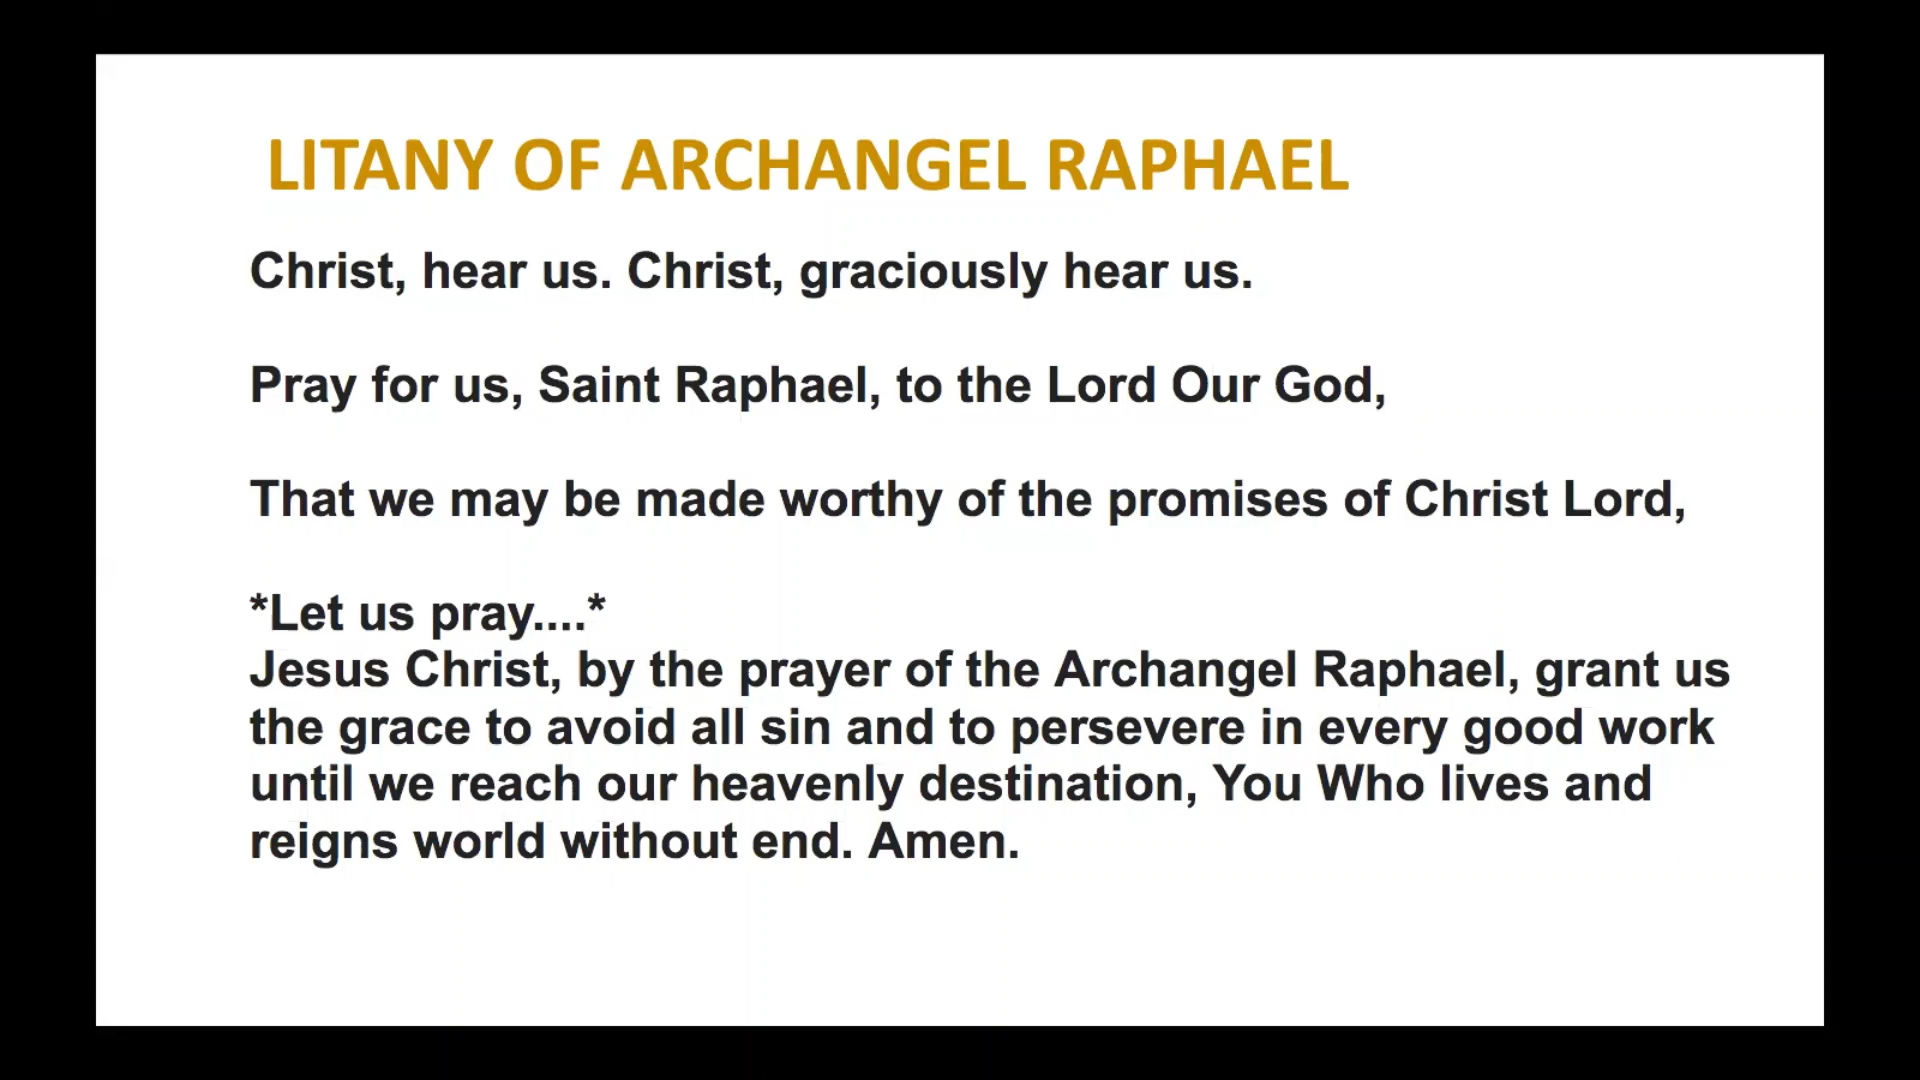 LITANY OF ARCHANGEL RAPHAEL
Christ, hear us. Christ, graciously hear us.
Pray for us, Saint Raphael, to the Lord Our God,
That we may be made worthy of the promises of Christ Lord,
*Let us pray....*
Jesus Christ, by the prayer of the Archangel Raphael, grant us
the grace to avoid all sin and to persevere in every good work
until we reach our heavenly destination, You Who lives and
reigns world without end. Amen.